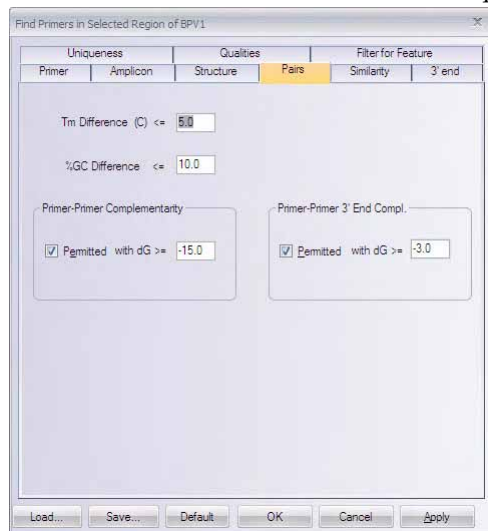 Find Primers in Selected Region of BPV1
Uniqueness Qualities Filter for Feature
Primer Amplicon Structure Pairs Similarity 3' end
Tm Difference (C) <= 5.0
%GC Difference <= 10.0
Primer-Primer Complementarity Primer-Primer 3' End Compl.
Permitted with dG >= -15.0 Permitted with dG >= -3.0
Load... Save... Default OK Cancel Apply